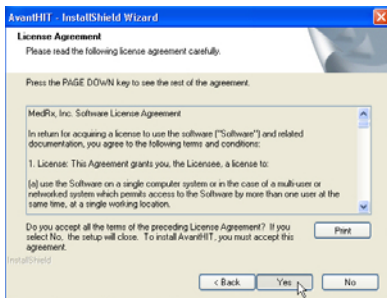 AvantHIT - InstallShield Wizard
License Agreement
Please read the following license agreement carefully.
Press the PAGE DOWN key to see the rest of the agreement.
MedRx, Inc. Software License Agreement
In return for acquiring a license to use the software ("Software") and related
documentation, you agree to the following terms and conditions:
1. License: This Agreement grants you, the Licensee, a license to:
(a) use the Software on a single computer system or in the case of a multi-user or
networked system which permits access to the Software by more than one user at the
same time, at a single working location.
Do you accept all the terms of the preceding License Agreement? If you
select No, the setup will close. To install AvantHIT, you must accept this
agreement.
Print
InstallShield
< Back
Yes
No